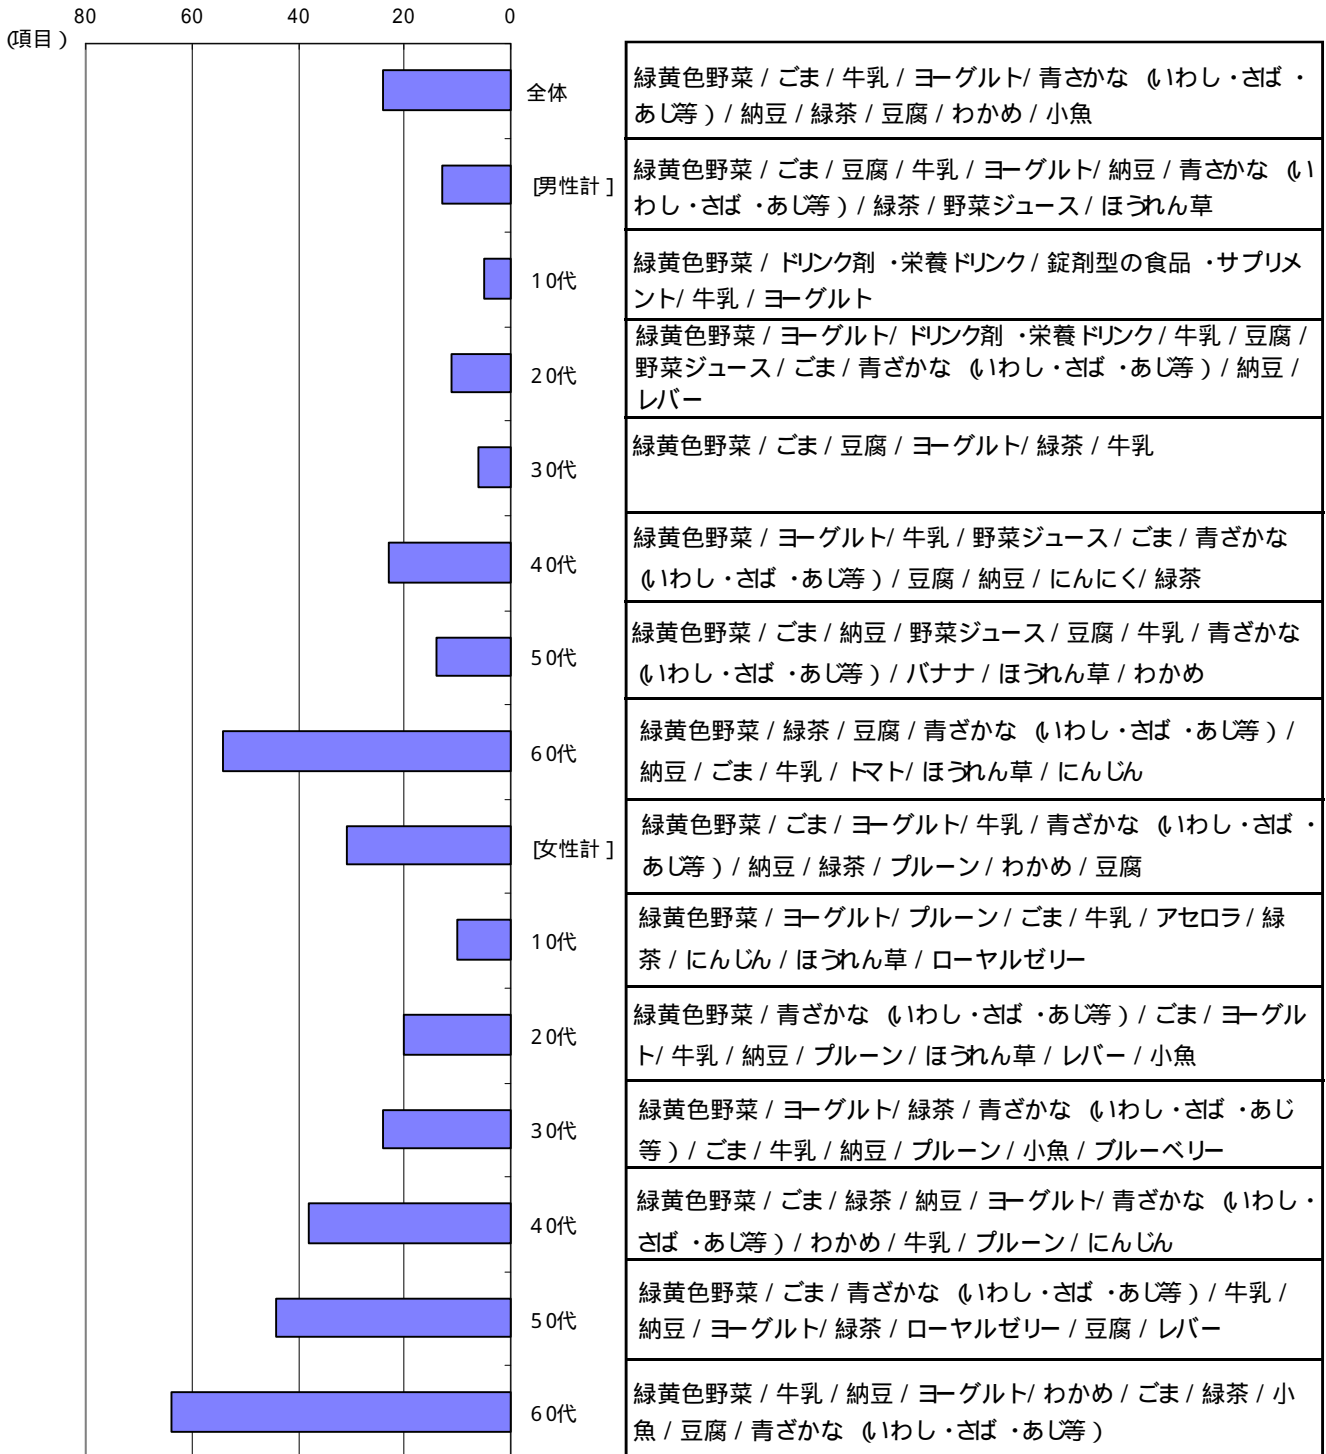 80 60 40 20 0
(項目)
全体
緑黄色野菜 / ごま / 牛乳 / ヨーグルト/ 青さかな (いわし・さば・
あじ等) / 納豆 / 緑茶 / 豆腐 / わかめ / 小魚
[男性計]
緑黄色野菜 / ごま / 豆腐 / 牛乳 / ヨーグルト/ 納豆 / 青さかな (い
わし・さば・あじ等) / 緑茶 / 野菜ジュース / ほうれん草
10代
緑黄色野菜 / ドリンク剤・栄養ドリンク / 錠剤型の食品・サプリメ
ント/ 牛乳 / ヨーグルト
20代
緑黄色野菜 / ヨーグルト/ ドリンク剤・栄養ドリンク / 牛乳 / 豆腐 /
野菜ジュース / ごま / 青ざかな (いわし・さば・あじ等) / 納豆 /
レバー
30代
緑黄色野菜 / ごま / 豆腐 / ヨーグルト/ 緑茶 / 牛乳
40代
緑黄色野菜 / ヨーグルト/ 牛乳 / 野菜ジュース / ごま / 青ざかな
(いわし・さば・あじ等) / 豆腐 / 納豆 / にんにく/ 緑茶
50代
緑黄色野菜 / ごま / 納豆 / 野菜ジュース / 豆腐 / 牛乳 / 青ざかな
(いわし・さば・あじ等) / バナナ / ほうれん草 / わかめ
60代
緑黄色野菜 / 緑茶 / 豆腐 / 青ざかな (いわし・さば・あじ等) /
納豆 / ごま / 牛乳 / トマト/ ほうれん草 / にんじん
[女性計]
緑黄色野菜 / ごま / ヨーグルト/ 牛乳 / 青ざかな (いわし・さば・
あじ等) / 納豆 / 緑茶 / プルーン / わかめ / 豆腐
10代
緑黄色野菜 / ヨーグルト/ プルーン / ごま / 牛乳 / アセロラ / 緑
茶 / にんじん / ほうれん草 / ローヤルゼリー
20代
緑黄色野菜 / 青ざかな (いわし・さば・あじ等) / ごま / ヨーグル
ト/ 牛乳 / 納豆 / プルーン / ほうれん草 / レバー / 小魚
30代
緑黄色野菜 / ヨーグルト/ 緑茶 / 青ざかな (いわし・さば・あじ
等) / ごま / 牛乳 / 納豆 / プルーン / 小魚 / ブルーベリー
40代
緑黄色野菜 / ごま / 緑茶 / 納豆 / ヨーグルト/ 青ざかな (いわし・
さば・あじ等) / わかめ / 牛乳 / プルーン / にんじん
50代
緑黄色野菜 / ごま / 青ざかな (いわし・さば・あじ等) / 牛乳 /
納豆 / ヨーグルト/ 緑茶 / ローヤルゼリー / 豆腐 / レバー
60代
緑黄色野菜 / 牛乳 / 納豆 / ヨーグルト/ わかめ / ごま / 緑茶 / 小
魚 / 豆腐 / 青ざかな (いわし・さば・あじ等)